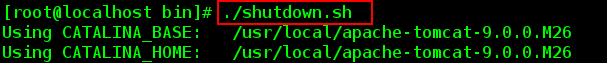 [root@localhost bin]# ./shutdown.sh
Using CATALINA_BASE:   /usr/local/apache-tomcat-9.0.0.M26
Using CATALINA_HOME:   /usr/local/apache-tomcat-9.0.0.M26